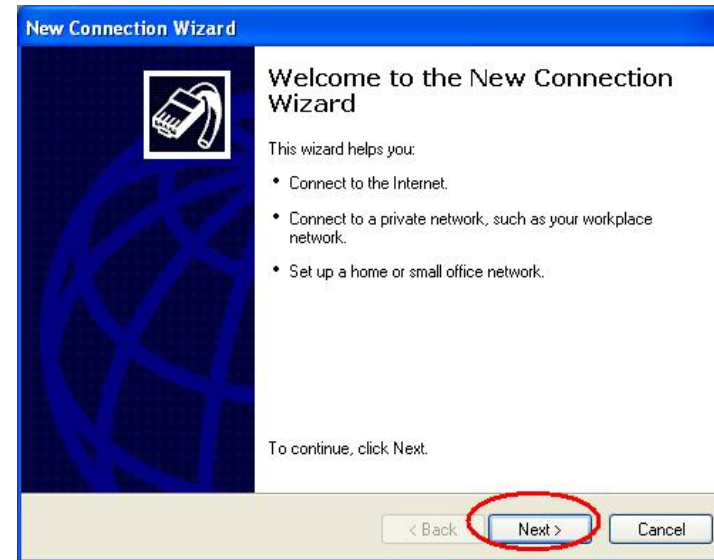 New Connection Wizard
Welcome to the New Connection
Wizard
This wizard helps you:
• Connect to the Internet.
• Connect to a private network, such as your workplace
network.
• Set up a home or small office network.
To continue, click Next.
< Back Next > Cancel